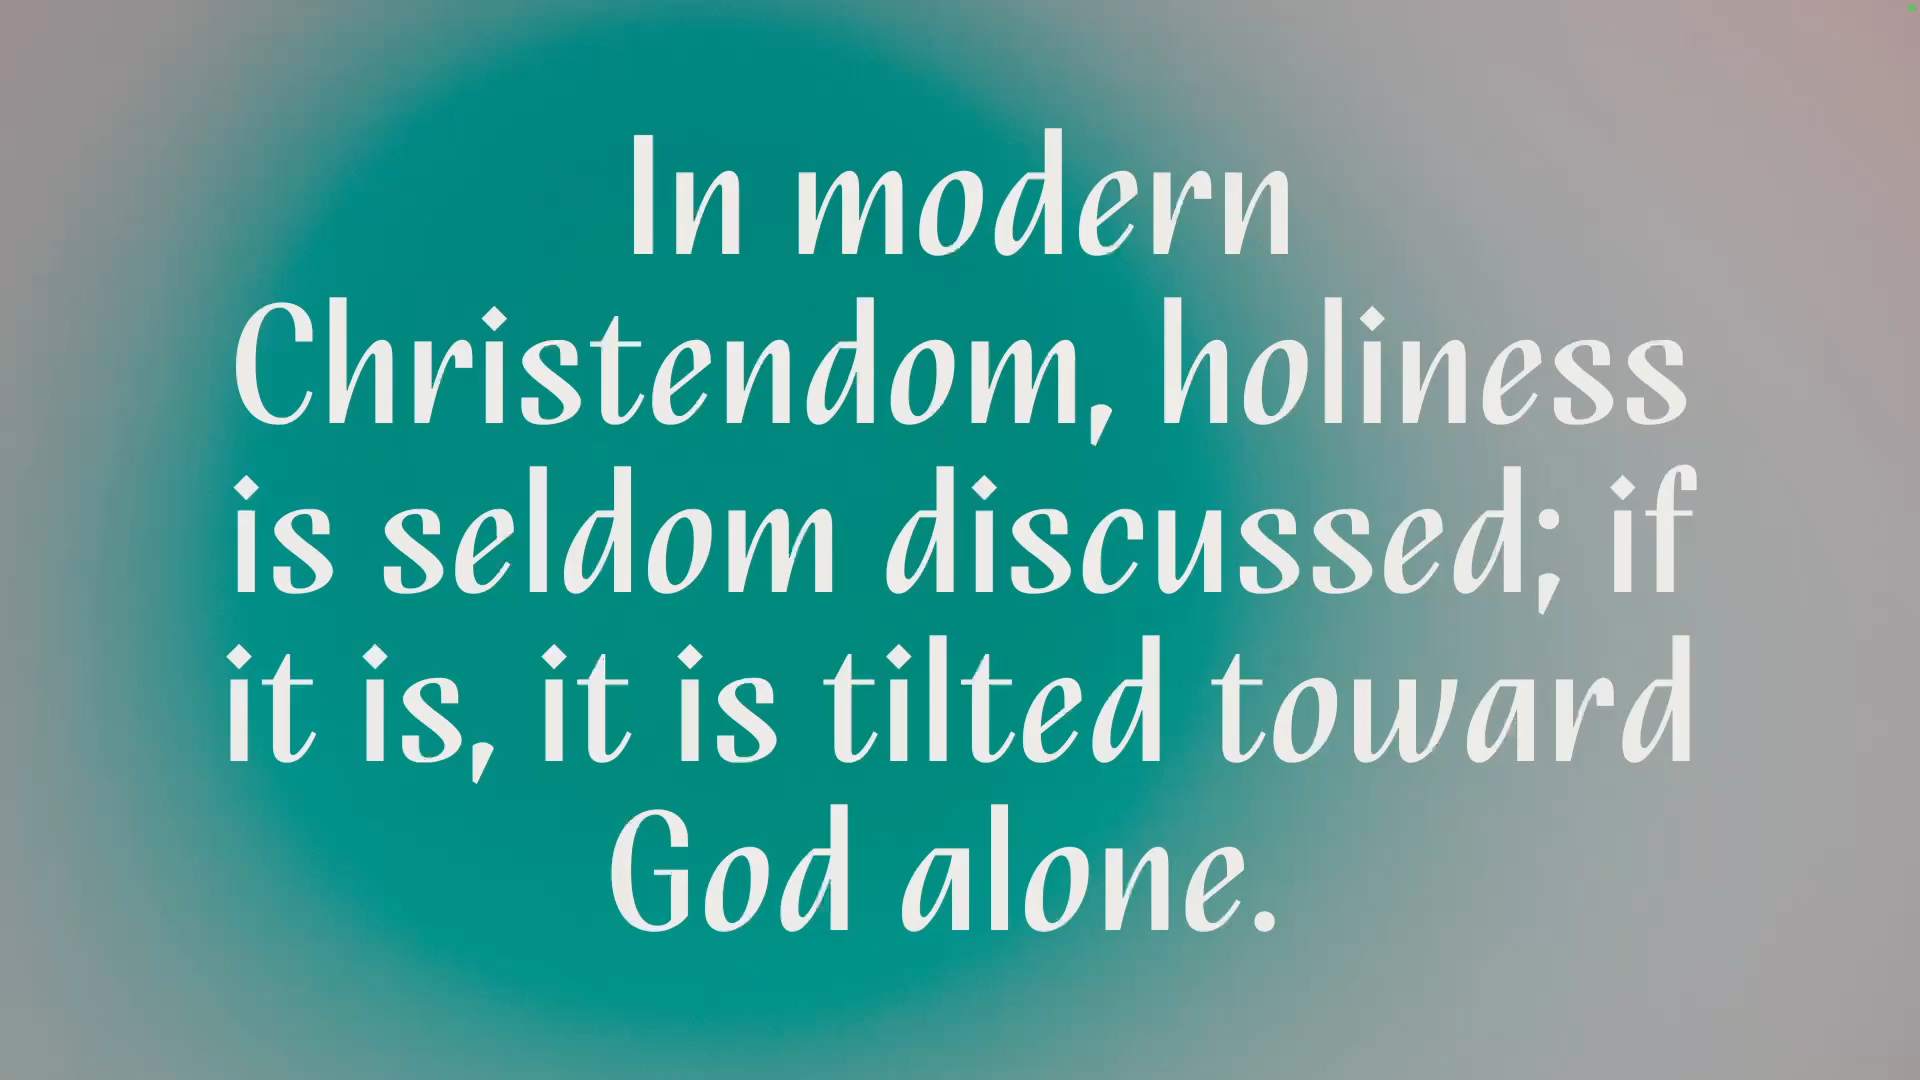 In modern
Christendom, holiness
is seldom discussed; if
it is, it is tilted toward
God alone.